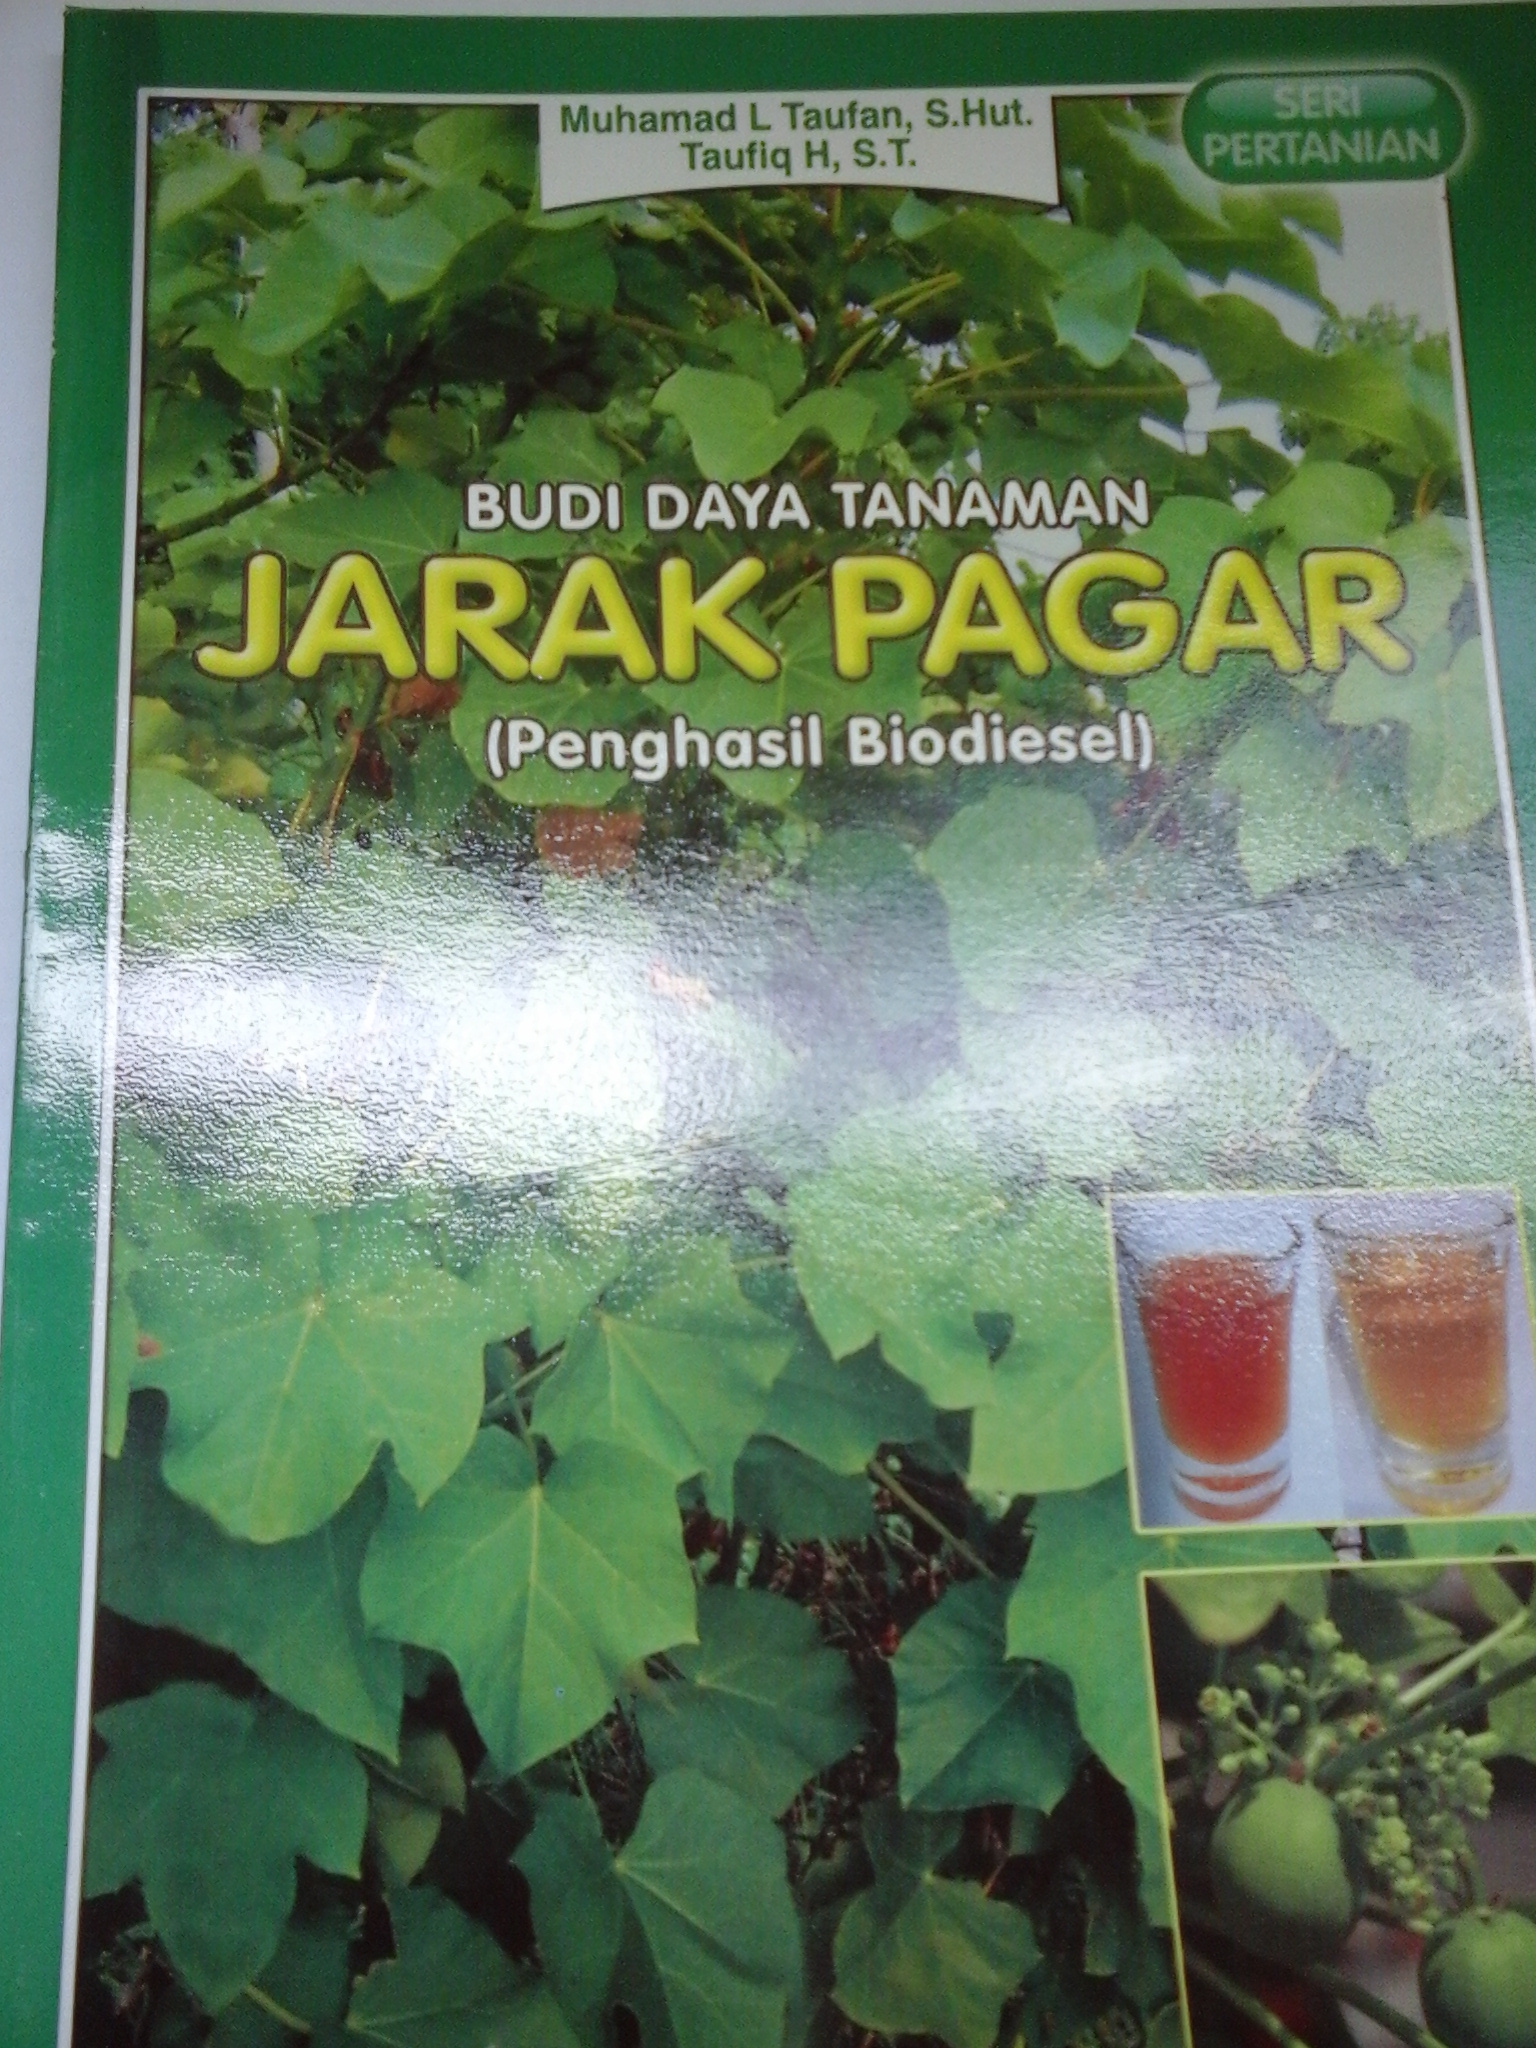 Muhamad L Taufan, S.Hut.
Taufiq H, S.T.
SERI
PERTANIAN
BUDI DAYA TANAMAN
JARAK PAGAR
(Penghasil Biodiesel)